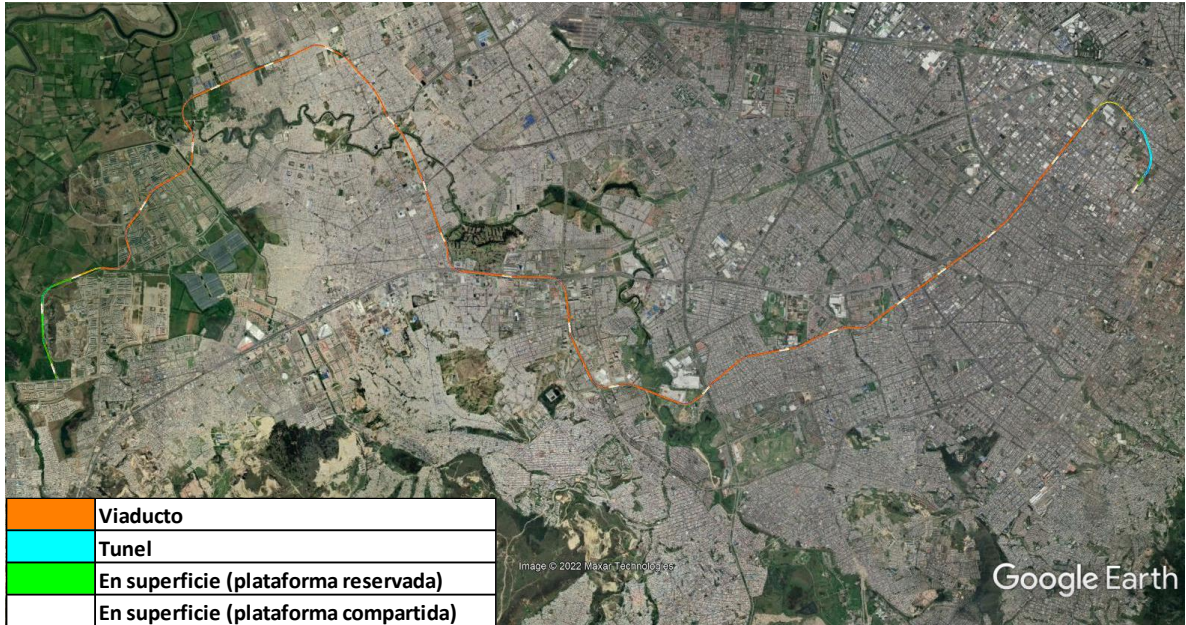 Viaducto
Tunel
En superficie (plataforma reservada)
En superficie (plataforma compartida)
Image © 2022 Maxar Technologies
Google Earth